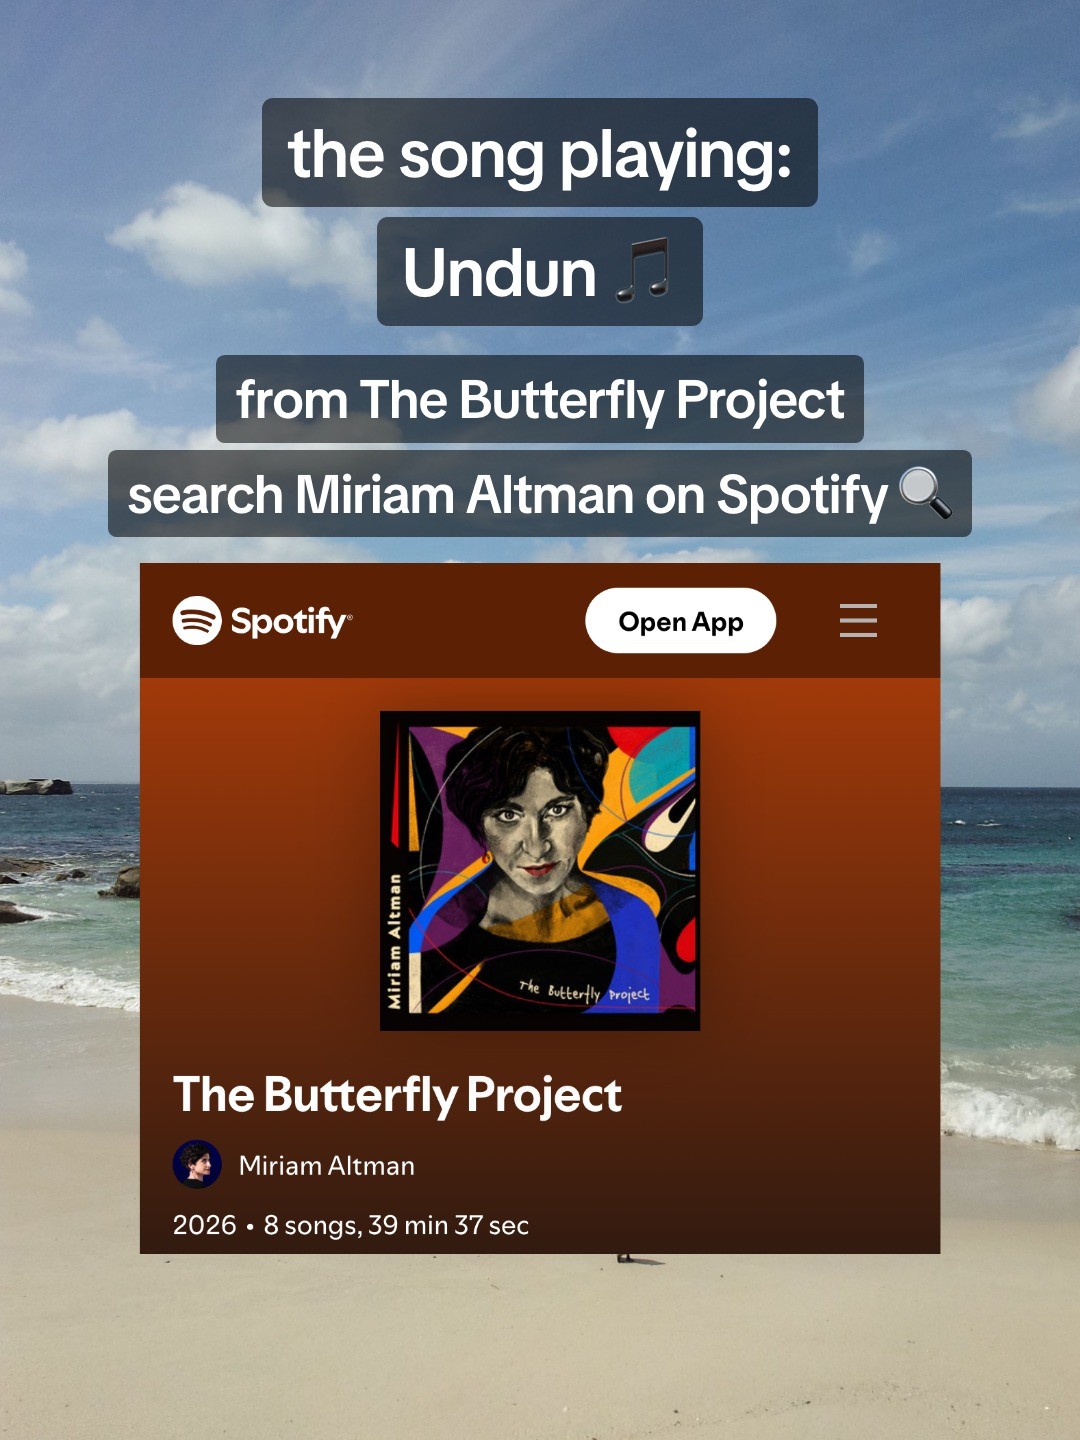 the song playing:
Undun 🎵
from The Butterfly Project
search Miriam Altman on Spotify 🔍
Spotify®
Open App
Miriam Altman
The Butterfly Project
The Butterfly Project
Miriam Altman
2026 • 8 songs, 39 min 37 sec